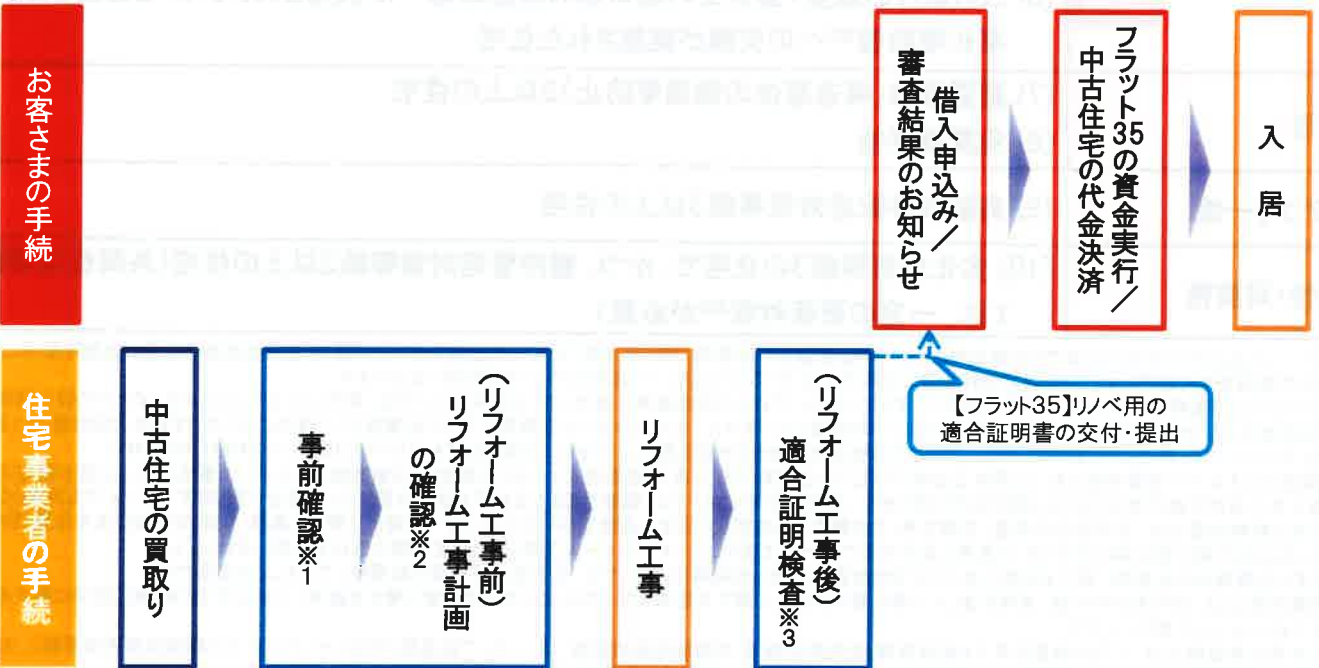 お客さまの手続
借入申込み/
審査結果のお知らせ
フラット35の資金実行/
中古住宅の代金決済
入居
住宅事業者の手続
中古住宅の買取り
事前確認※1
(リフォーム工事前)
リフォーム工事計画
の確認※2
リフォーム工事
(リフォーム工事後)
適合証明検査※3
【フラット35】リノベ用の
適合証明書の交付・提出